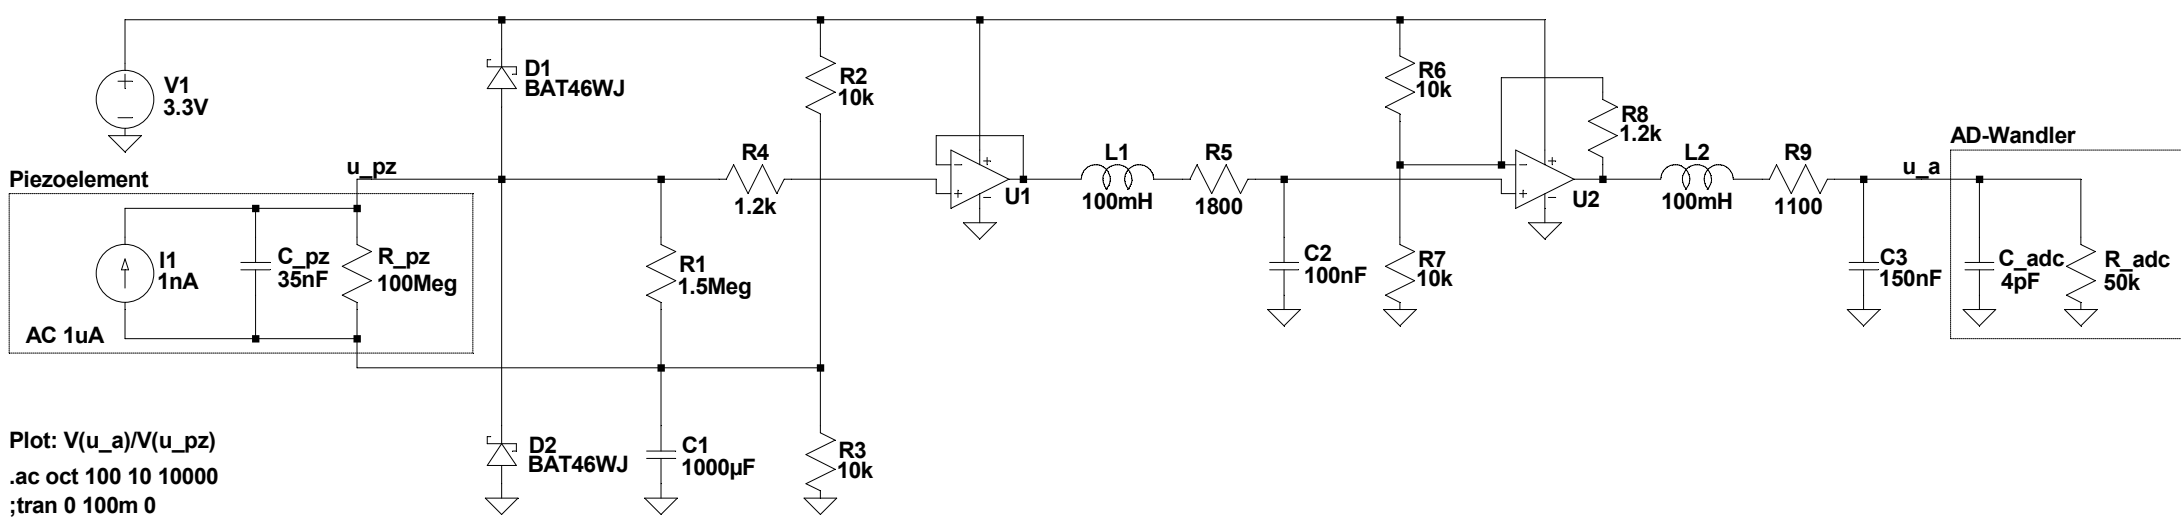 V1
3.3V
D1
BAT46WJ
R2
10k
R6
10k
R8
1.2k
AD-Wandler
Piezoelement
u_pz
R4
1.2k
U1
L1
100mH
R5
1800
U2
L2
100mH
R9
1100
u_a
I1
1nA
C_pz
35nF
R_pz
100Meg
AC 1uA
R1
1.5Meg
C2
100nF
R7
10k
C3
150nF
C_adc
4pF
R_adc
50k
D2
BAT46WJ
C1
1000µF
R3
10k
Plot: V(u_a)/V(u_pz)
.ac oct 100 10 10000
;tran 0 100m 0